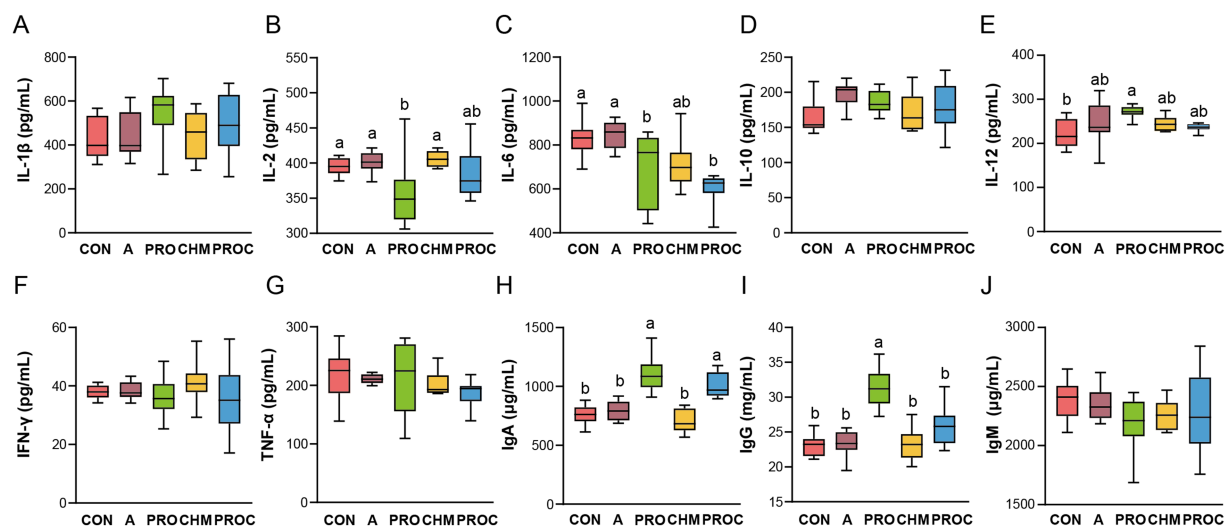 A
IL-1β (pg/mL)
800
600
400
200
0
CON A PRO CHM PROC
B
IL-2 (pg/mL)
550
500
450
400
350
300
a a b a ab
CON A PRO CHM PROC
C
IL-6 (pg/mL)
1200
1000
800
600
400
a a b ab b
CON A PRO CHM PROC
D
IL-10 (pg/mL)
250
200
150
100
50
0
CON A PRO CHM PROC
E
IL-12 (pg/mL)
400
300
200
100
0
b ab a ab ab
CON A PRO CHM PROC
F
IFN-γ (pg/mL)
60
40
20
0
CON A PRO CHM PROC
G
TNF-α (pg/mL)
300
200
100
0
CON A PRO CHM PROC
H
IgA (μg/mL)
1500
1000
500
0
b b a b a
CON A PRO CHM PROC
I
IgG (mg/mL)
40
35
30
25
20
15
b b a b b
CON A PRO CHM PROC
J
IgM (μg/mL)
3000
2500
2000
1500
CON A PRO CHM PROC